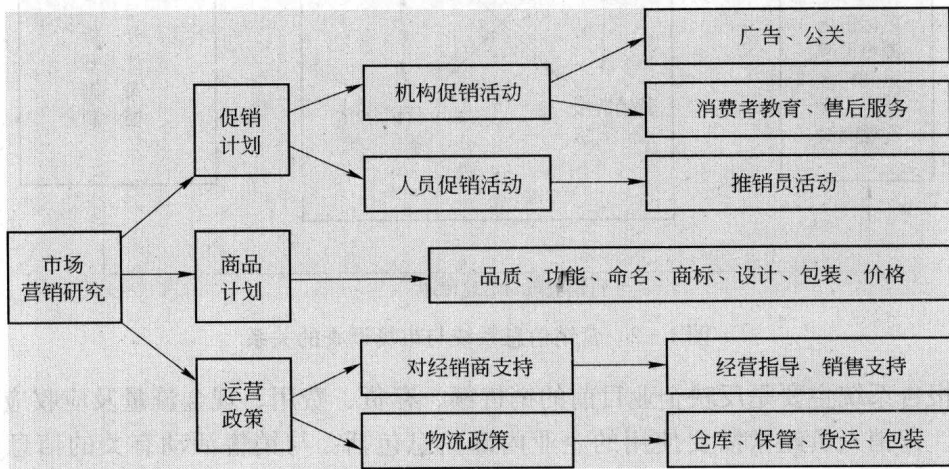 广告、公关
机构促销活动
消费者教育、售后服务
促销
计划
人员促销活动
推销员活动
市场
营销研究
商品
计划
品质、功能、命名、商标、设计、包装、价格
运营
政策
对经销商支持
经营指导、销售支持
物流政策
仓库、保管、货运、包装